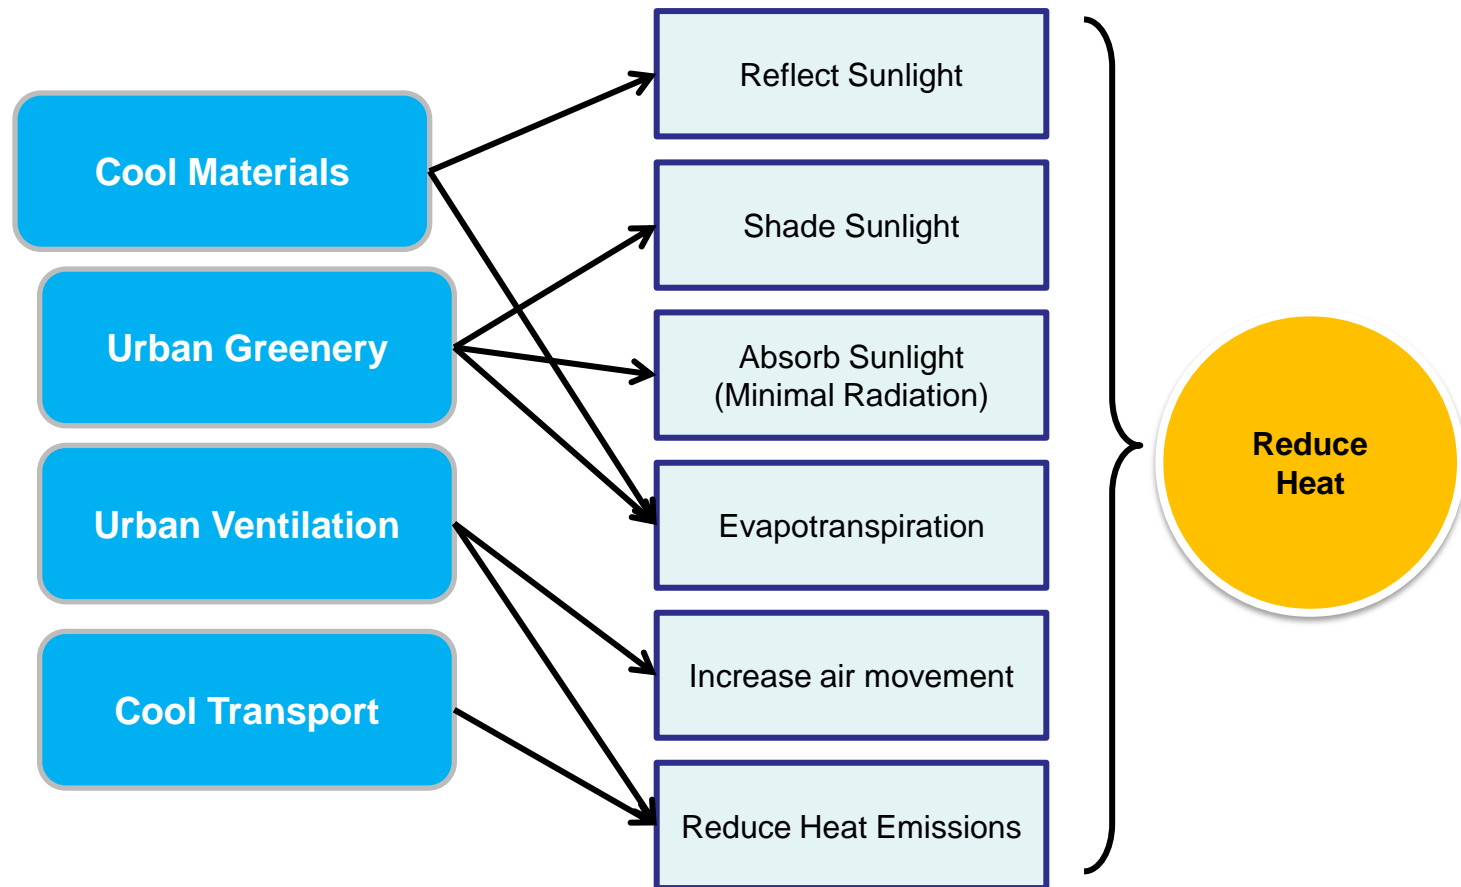 Cool Materials
Urban Greenery
Urban Ventilation
Cool Transport
Reflect Sunlight
Shade Sunlight
Absorb Sunlight
(Minimal Radiation)
Evapotranspiration
Increase air movement
Reduce Heat Emissions
Reduce
Heat